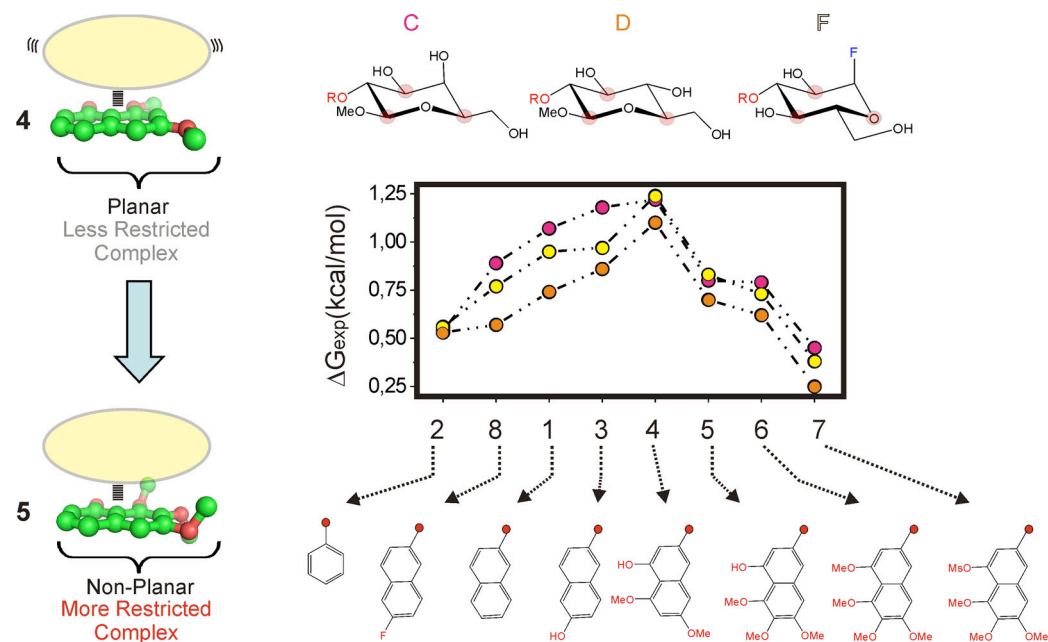 4
Planar
Less Restricted
Complex
5
Non-Planar
More Restricted
Complex
C
D
F
HO
HO
RO
MeO
O
OH
HO
OH
RO
MeO
O
OH
F
HO
RO
HO
O
OH
ΔGexp(kcal/mol)
1,25
1,00
0,75
0,50
0,25
2 8 1 3 4 5 6 7
F
HO
HO
MeO
OMe
HO
MeO
MeO
OMe
MeO
MeO
MeO
OMe
MsO
MeO
MeO
OMe